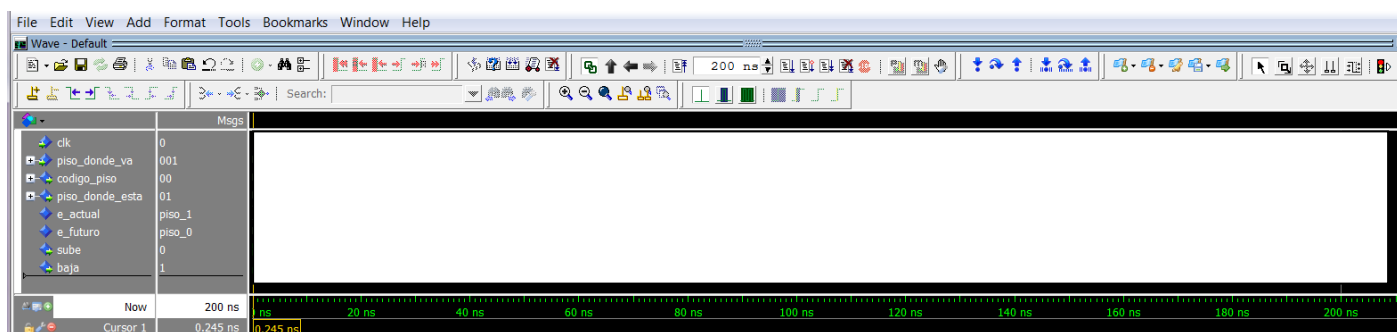 File Edit View Add Format Tools Bookmarks Window Help
Wave - Default
200 ns
Search:
Msgs
clk 0
piso_donde_va 001
codigo_piso 00
piso_donde_esta 01
e_actual piso_1
e_futuro piso_0
sube 0
baja 1
Now 200 ns ns 20 ns 40 ns 60 ns 80 ns 100 ns 120 ns 140 ns 160 ns 180 ns 200 ns
Cursor 1 0.245 ns 0.245 ns